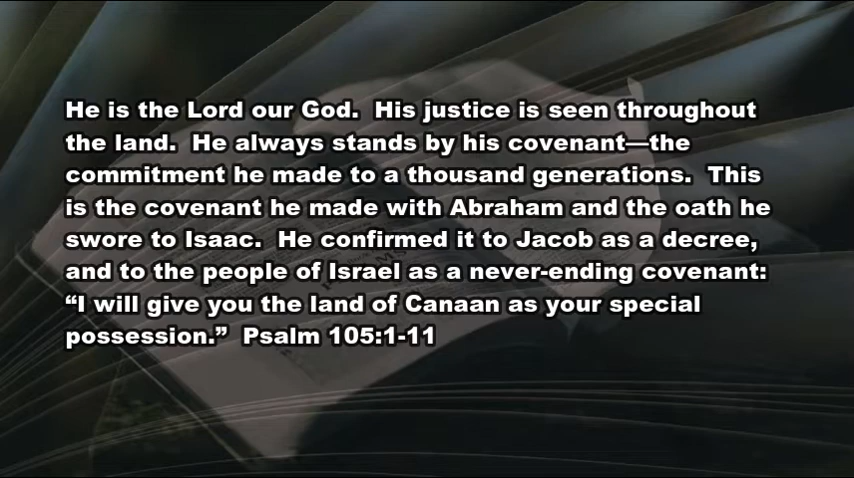 He is the Lord our God.  His justice is seen throughout
the land.  He always stands by his covenant—the
commitment he made to a thousand generations.  This
is the covenant he made with Abraham and the oath he
swore to Isaac.  He confirmed it to Jacob as a decree,
and to the people of Israel as a never-ending covenant:
“I will give you the land of Canaan as your special
possession.”  Psalm 105:1-11